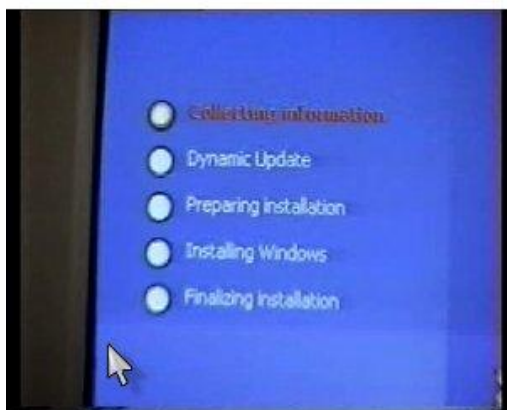 Collecting information
Dynamic Update
Preparing installation
Installing Windows
Finalizing installation